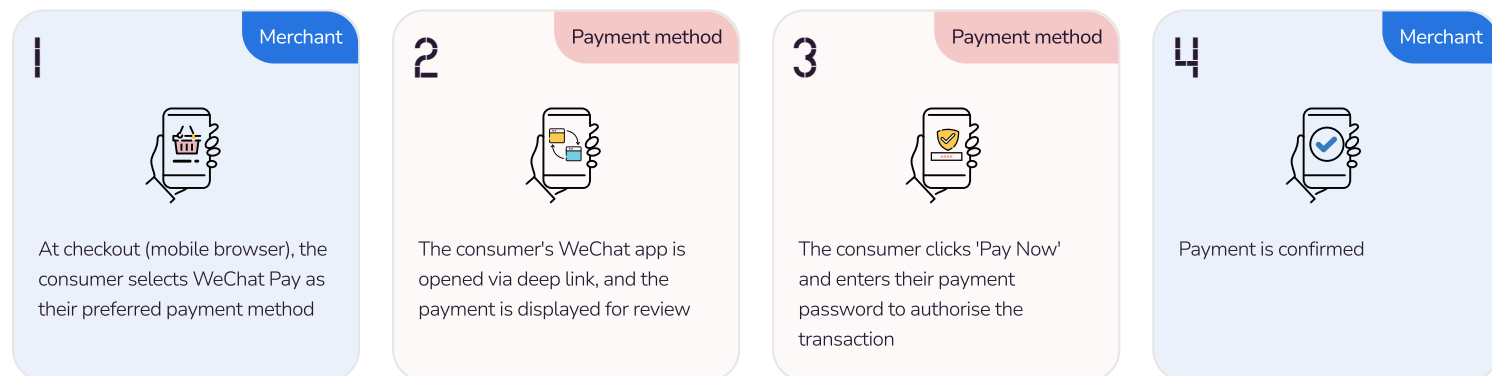 1
Merchant
At checkout (mobile browser), the
consumer selects WeChat Pay as
their preferred payment method
2
Payment method
The consumer's WeChat app is
opened via deep link, and the
payment is displayed for review
3
Payment method
The consumer clicks 'Pay Now'
and enters their payment
password to authorise the
transaction
4
Merchant
Payment is confirmed